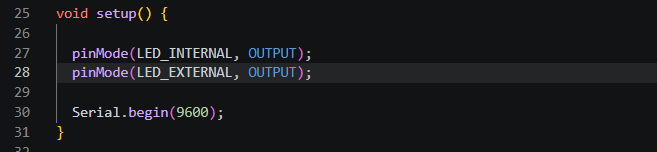 25 void setup() {
26
27 pinMode(LED_INTERNAL, OUTPUT);
28 pinMode(LED_EXTERNAL, OUTPUT);
29
30 Serial.begin(9600);
31 }
32